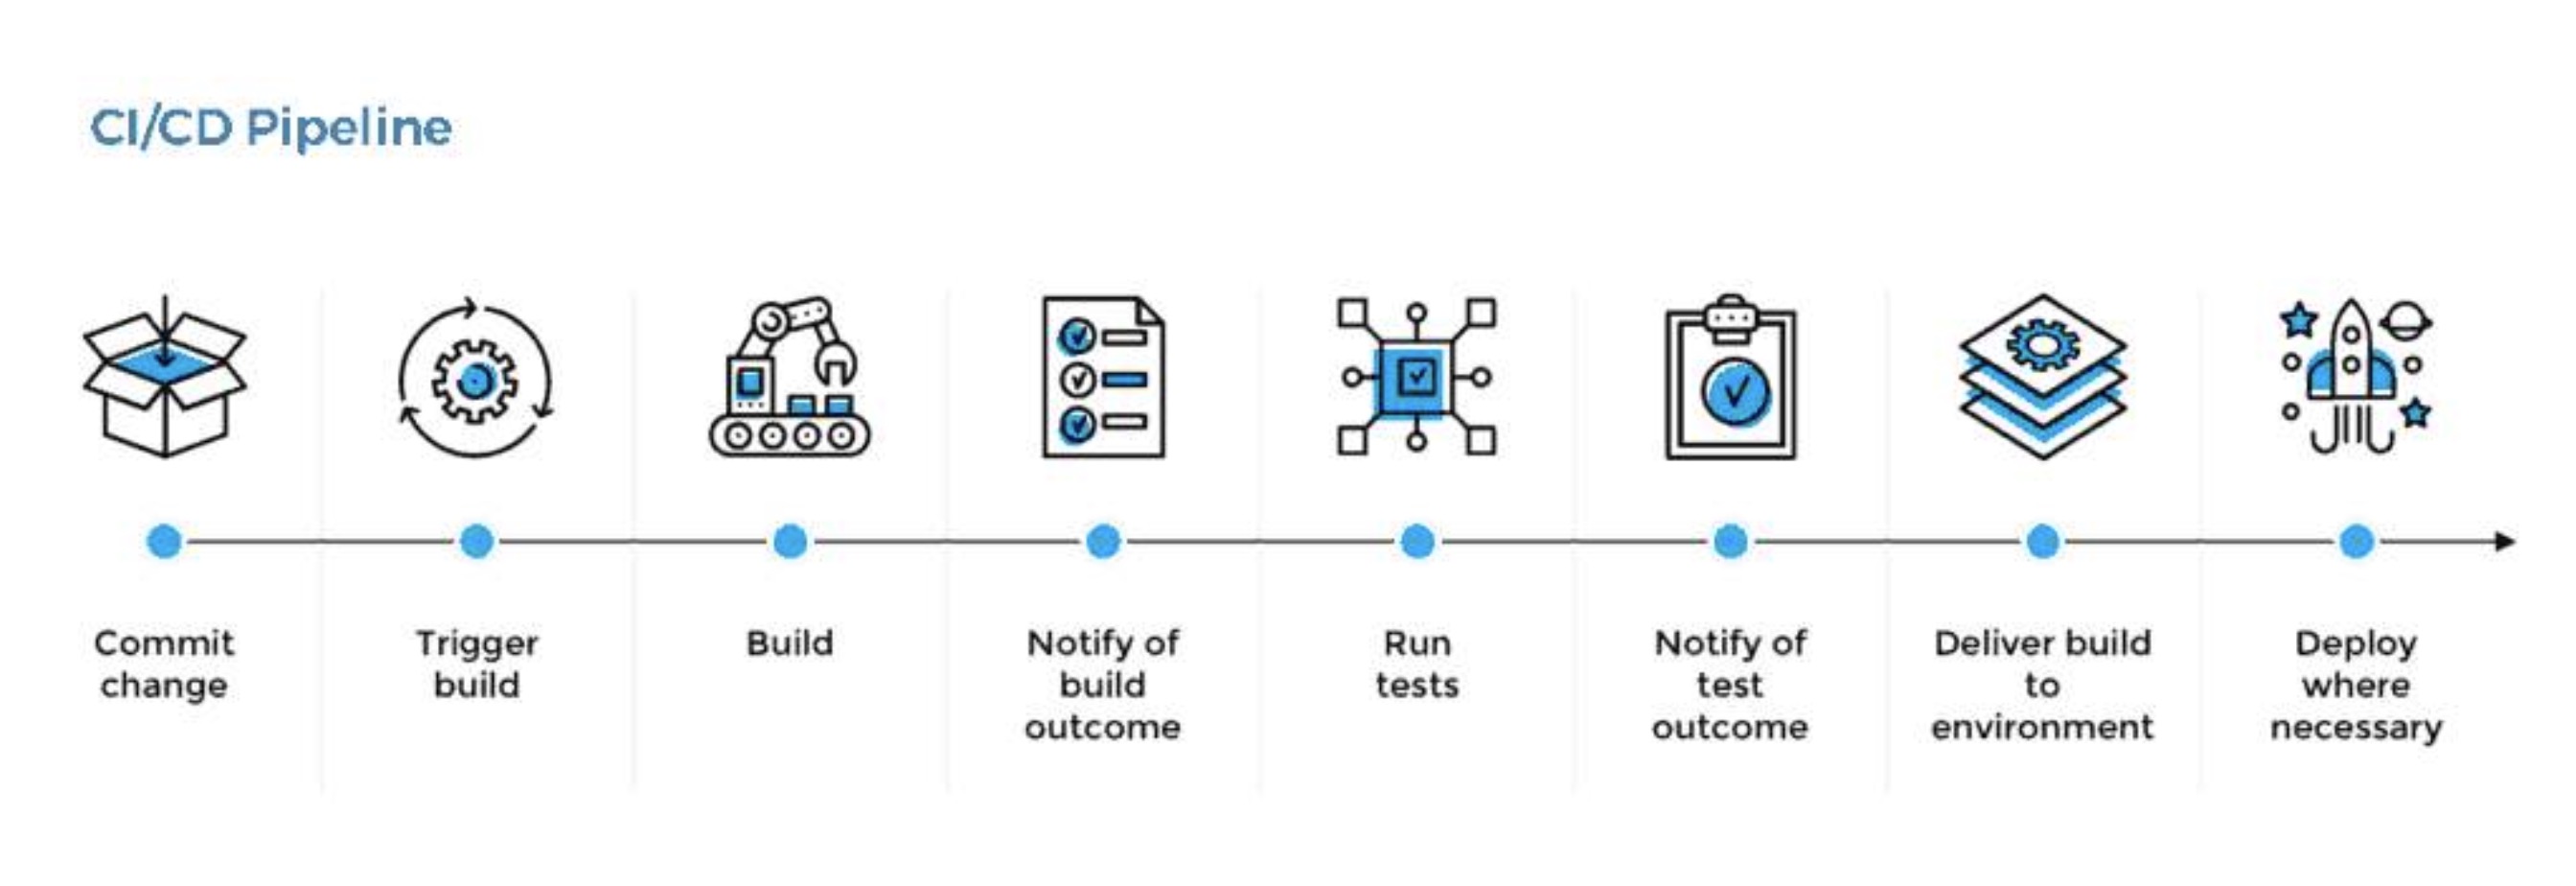 CI/CD Pipeline
Commit
change
Trigger
build
Build
Notify of
build
outcome
Run
tests
Notify of
test
outcome
Deliver build
to
environment
Deploy
where
necessary